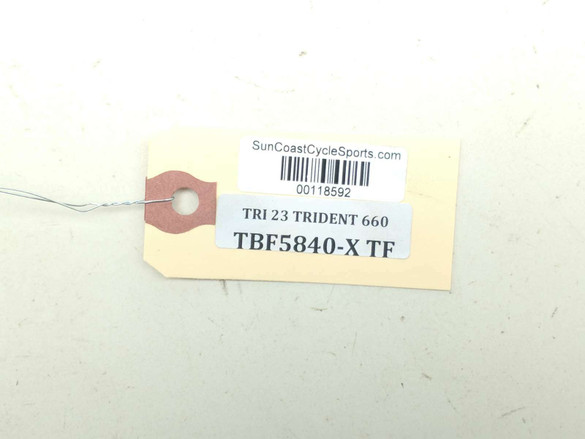 SunCoastCycleSports.com
00118592
TRI 23 TRIDENT 660
TBF5840-X TF